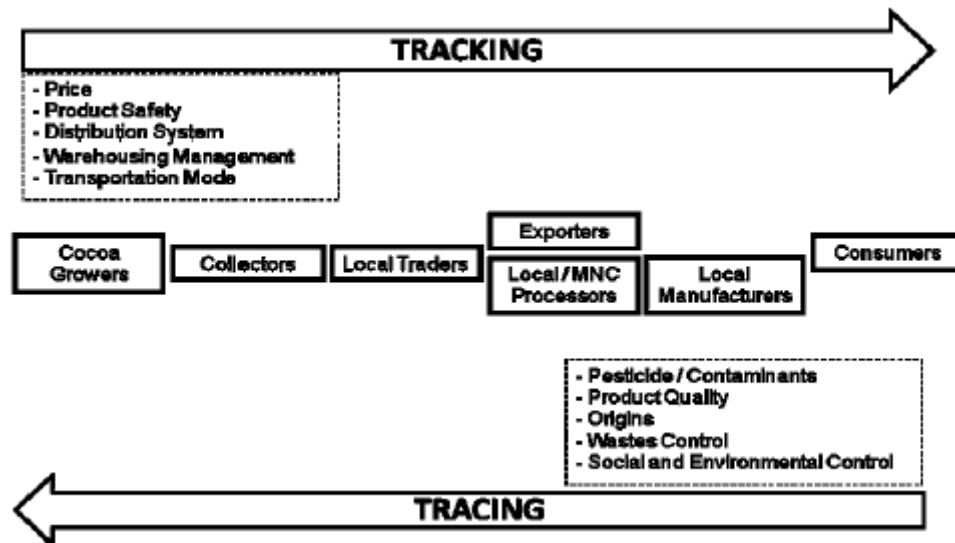 TRACKING
- Price
- Product Safety
- Distribution System
- Warehousing Management
- Transportation Mode
Cocoa
Growers
Collectors
Local Traders
Exporters
Local / MNC
Processors
Local
Manufacturers
Consumers
- Pesticide / Contaminants
- Product Quality
- Origins
- Wastes Control
- Social and Environmental Control
TRACING